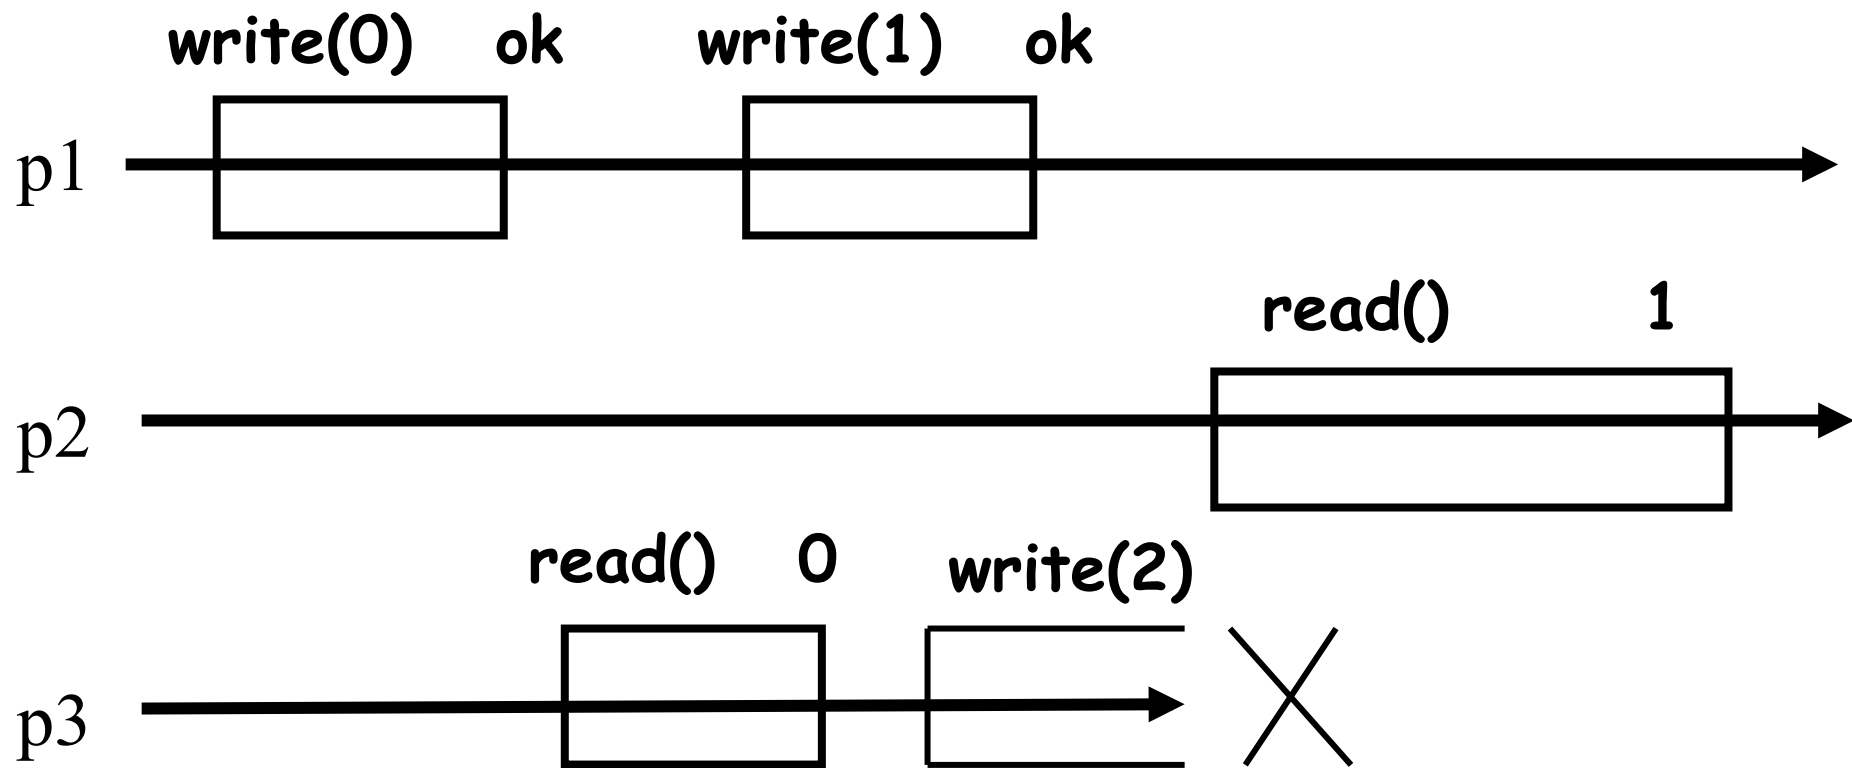 write(0) ok write(1) ok
p1
read() 1
p2
read() 0 write(2)
p3